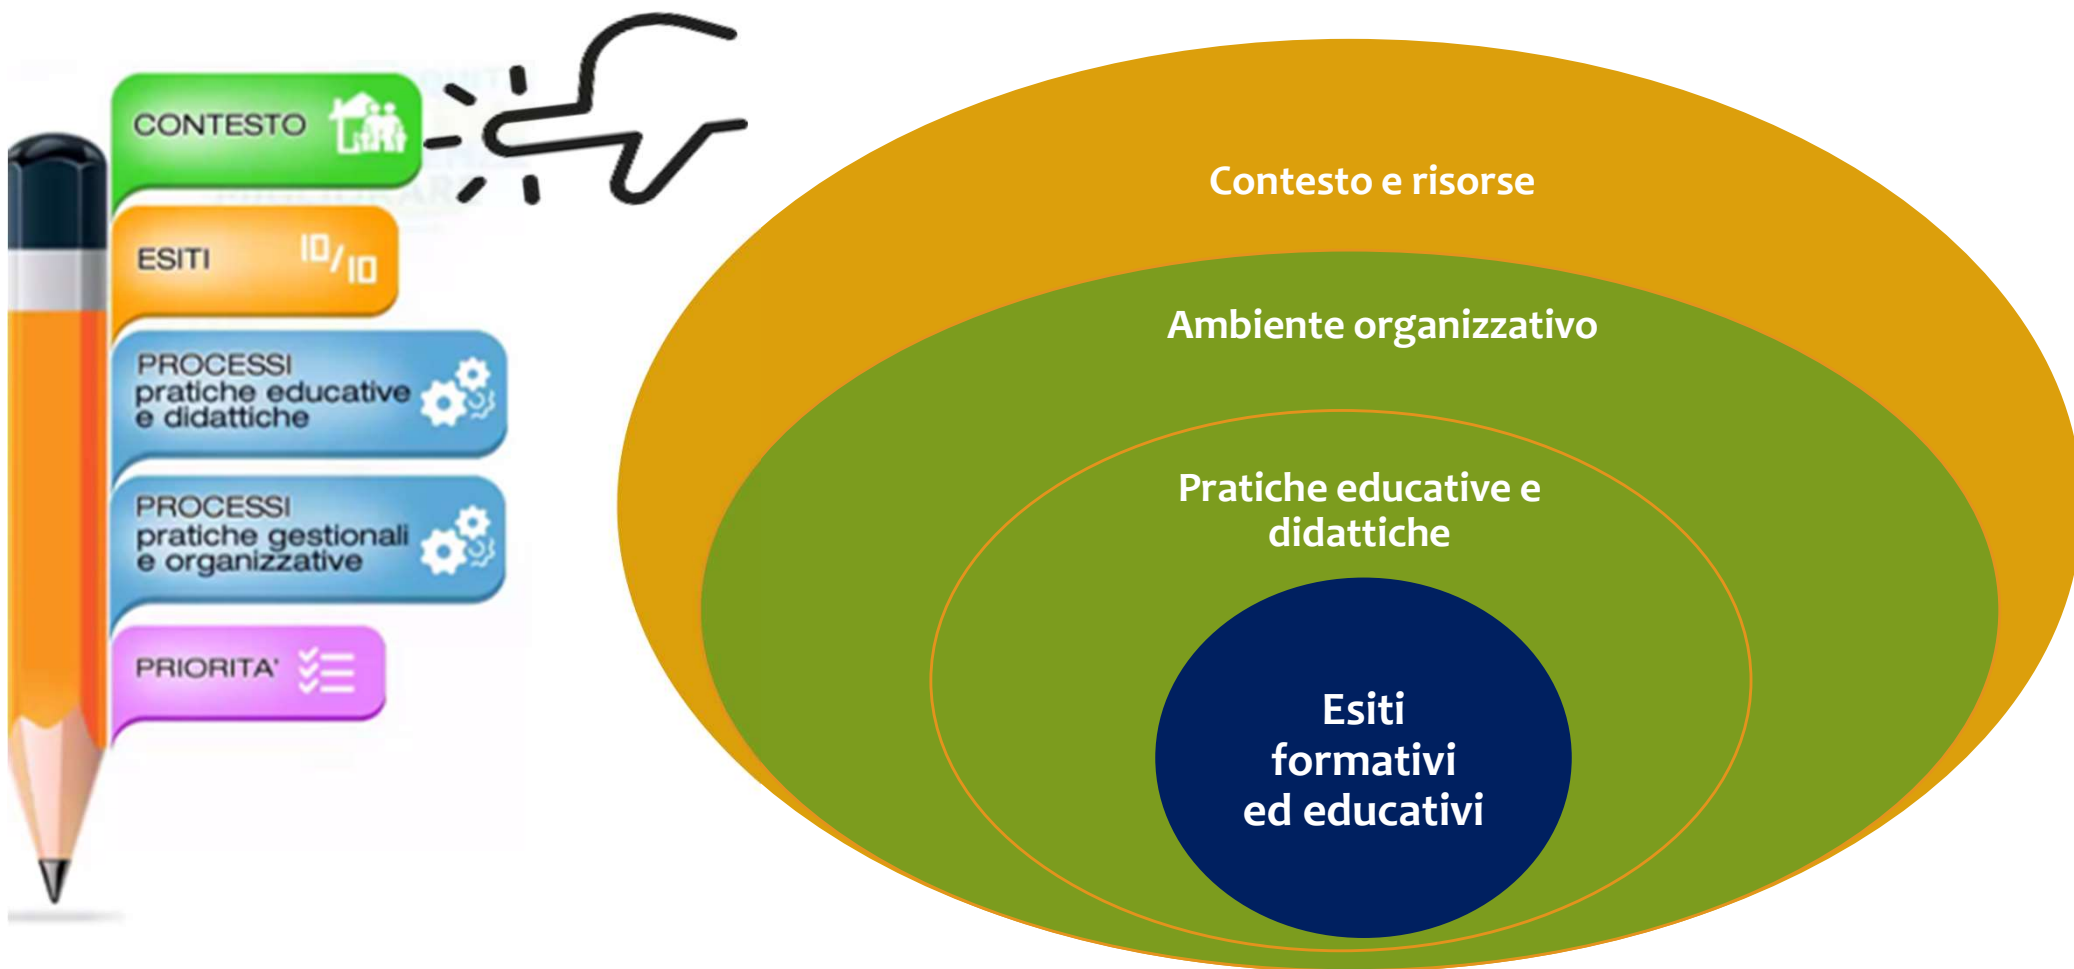 CONTESTO
ESITI 10/10
PROCESSI
pratiche educative
e didattiche
PROCESSI
pratiche gestionali
e organizzative
PRIORITA'
Contesto e risorse
Ambiente organizzativo
Pratiche educative e
didattiche
Esiti
formativi
ed educativi